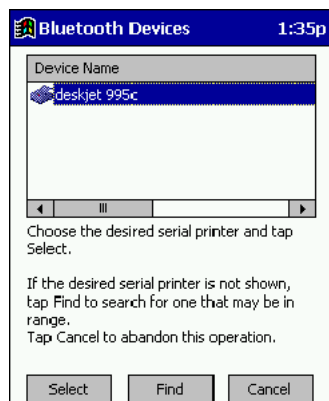 Bluetooth Devices 1:35p
Device Name
deskjet 995c
Choose the desired serial printer and tap
Select.
If the desired serial printer is not shown,
tap Find to search for one that may be in
range.
Tap Cancel to abandon this operation.
Select Find Cancel